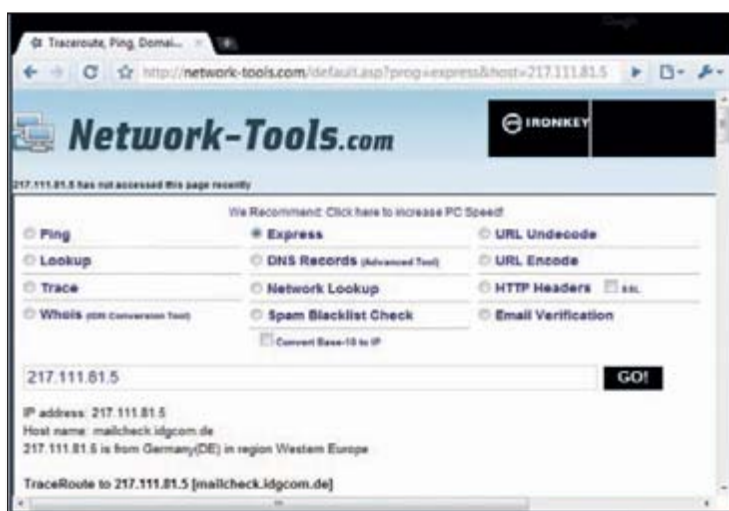 Traceroute, Ping, Domai...
http://network-tools.com/default.asp?prog=express&host=217.111.81.5
Network-Tools.com
IRONKEY
217.111.81.5 has not accessed this page recently
We Recommend: Click here to increase PC Speed!
Ping
Express
URL Undecode
Lookup
DNS Records (Advanced Tool)
URL Encode
Trace
Network Lookup
HTTP Headers SSL
Whois (IDN Conversion Tool)
Spam Blacklist Check
Email Verification
Convert Base-10 to IP
217.111.81.5
GO!
IP address: 217.111.81.5
Host name: mailcheck.idgcom.de
217.111.81.5 is from Germany(DE) in region Western Europe
TraceRoute to 217.111.81.5 [mailcheck.idgcom.de]